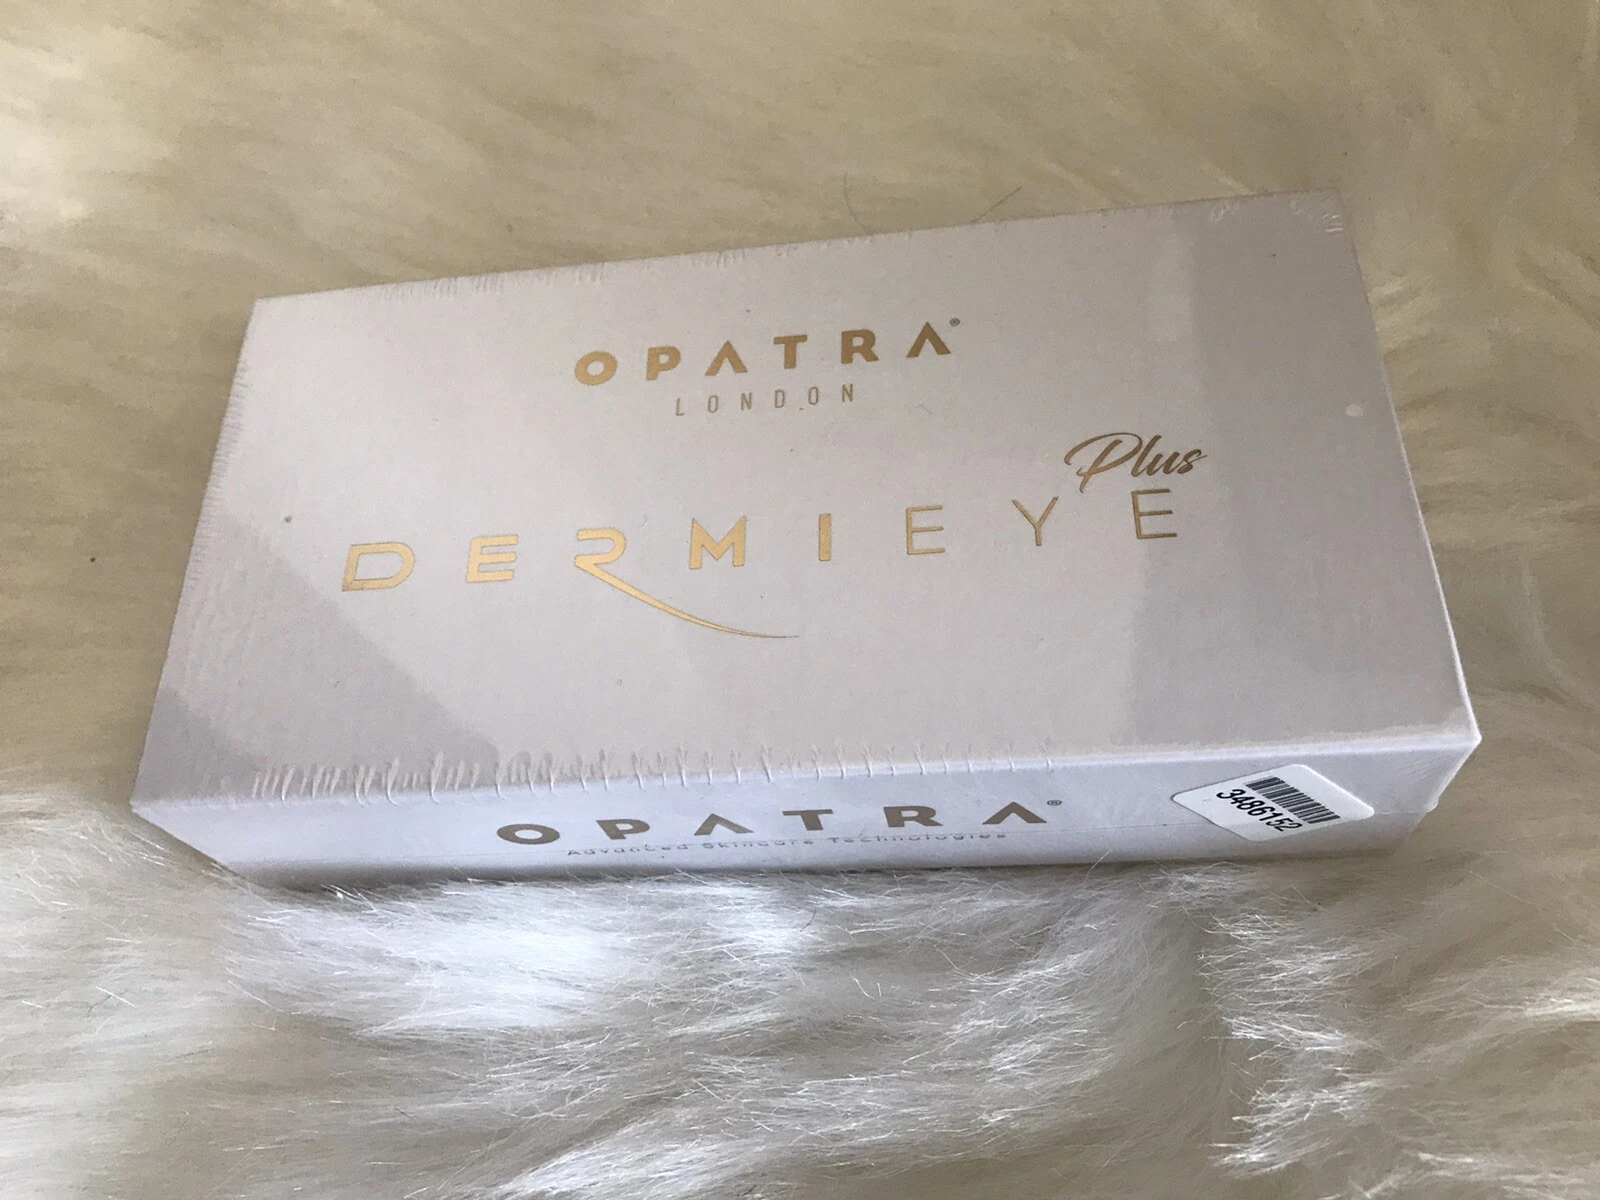 OPATRA®
LONDON
Plus
DERMIEYE
OPATRA®
Advanced Skincare Technologies
3486152